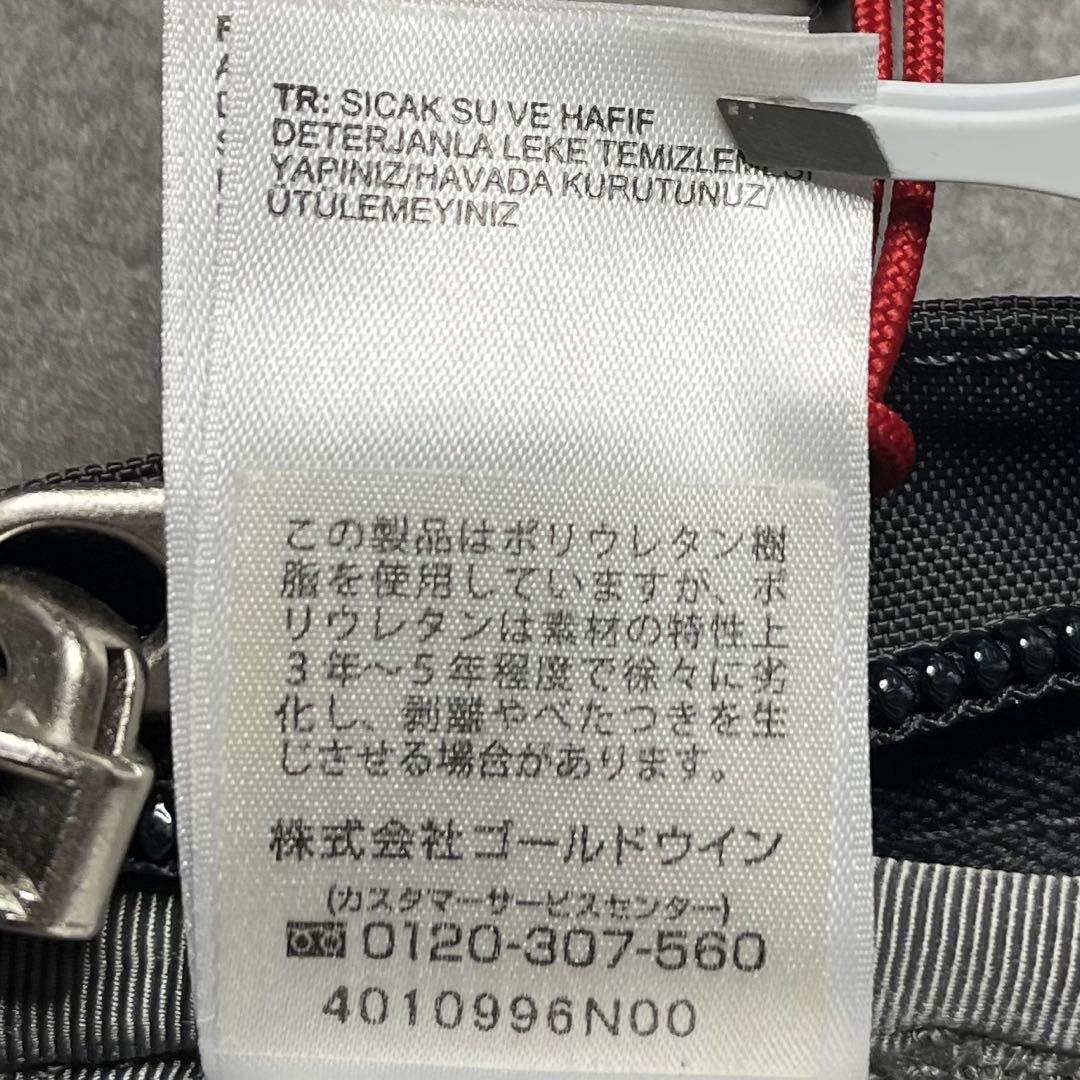 TR: SICAK SU VE HAFIF
DETERJANLA LEKE
YAPINIZ/HAVADA KURUTUNUZ/
ÜTÜLEMEYINIZ
この製品はポリウレタン樹
脂を使用していますが、ポ
リウレタンは素材の特性上
3年〜5年程度で徐々に劣
化し、剥離やべたつきを生
じさせる場合があります。
株式会社ゴールドウイン
(カスタマーサービスセンター)
0120-307-560
4010996N00